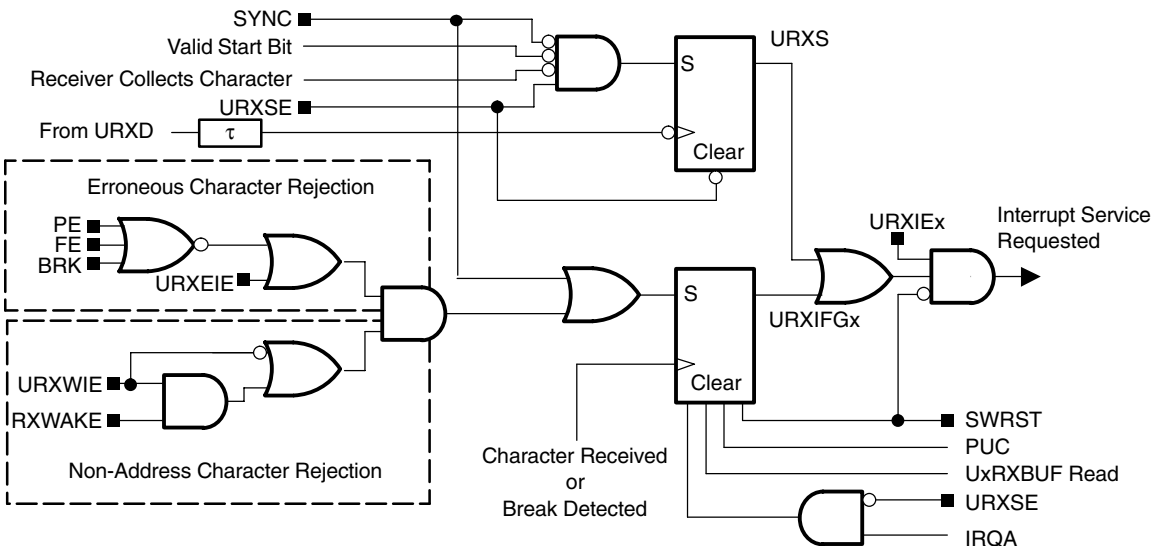 SYNC
Valid Start Bit
Receiver Collects Character
URXSE
From URXD
τ
S
Clear
URXS
Erroneous Character Rejection
PE
FE
BRK
URXEIE
URXWIE
RXWAKE
Non-Address Character Rejection
S
Clear
URXIFGx
URXIEx
Interrupt Service
Requested
Character Received
or
Break Detected
SWRST
PUC
UxRXBUF Read
URXSE
IRQA